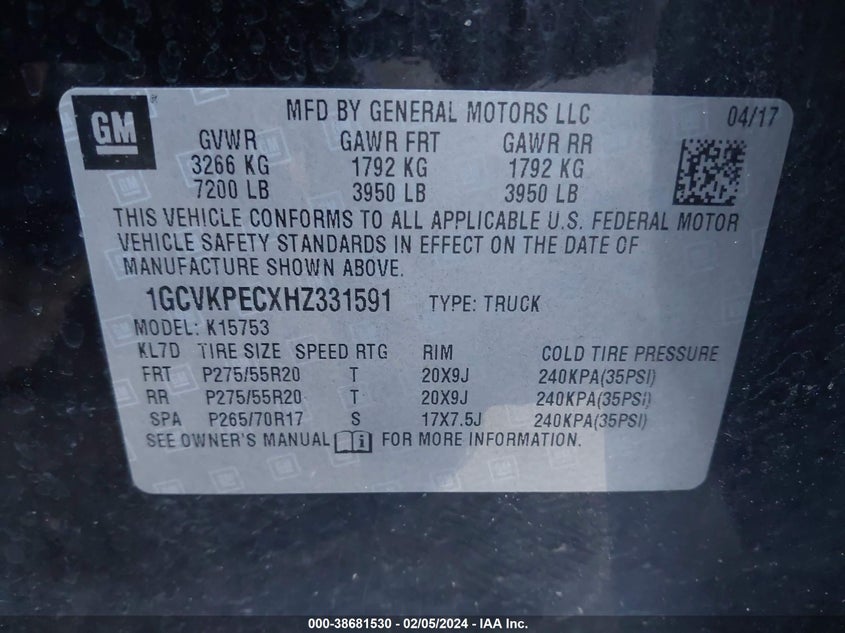 GM
MFD BY GENERAL MOTORS LLC 04/17
GVWR GAWR FRT GAWR RR
3266 KG 1792 KG 1792 KG
7200 LB 3950 LB 3950 LB
THIS VEHICLE CONFORMS TO ALL APPLICABLE U.S. FEDERAL MOTOR
VEHICLE SAFETY STANDARDS IN EFFECT ON THE DATE OF
MANUFACTURE SHOWN ABOVE.
1GCVKPECXHZ331591 TYPE: TRUCK
MODEL: K15753
KL7D TIRE SIZE SPEED RTG RIM COLD TIRE PRESSURE
FRT P275/55R20 T 20X9J 240KPA(35PSI)
RR P275/55R20 T 20X9J 240KPA(35PSI)
SPA P265/70R17 S 17X7.5J 240KPA(35PSI)
SEE OWNER'S MANUAL FOR MORE INFORMATION.
000-38681530 - 02/05/2024 - IAA Inc.